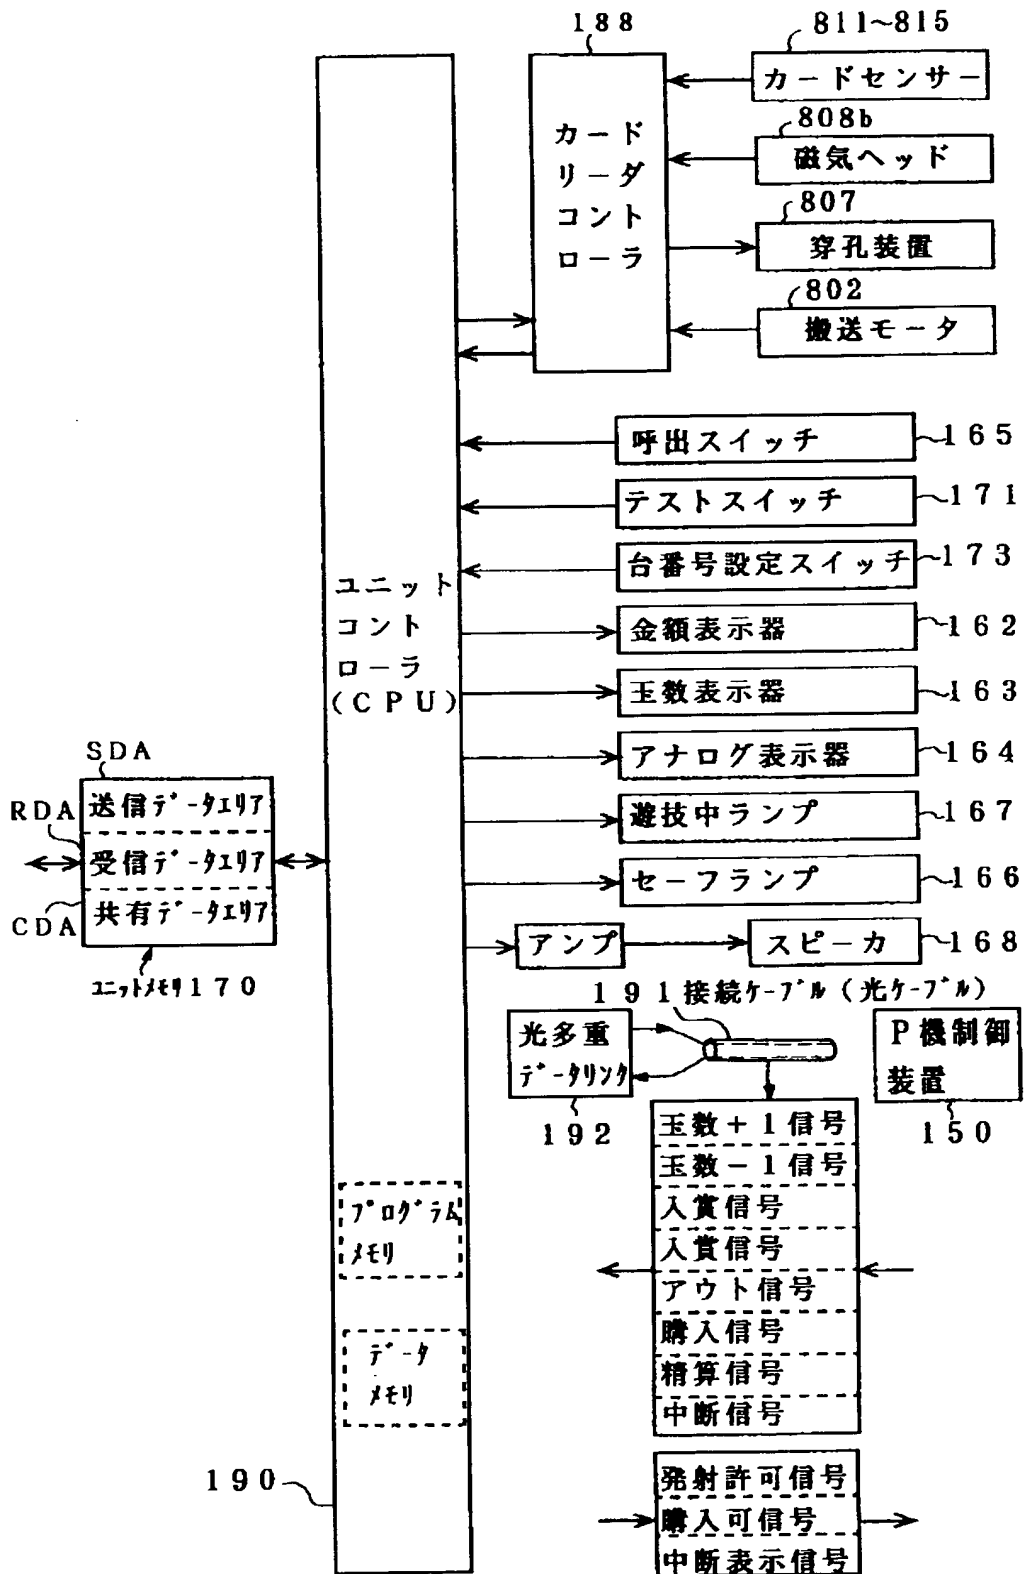 188
811~815
カードセンサー
カード
リーダ
コント
ローラ
808b
磁気ヘッド
807
穿孔装置
802
搬送モータ
呼出スイッチ
165
テストスイッチ
171
台番号設定スイッチ
173
ユニット
コント
ローラ
(CPU)
金額表示器
162
玉数表示器
163
アナログ表示器
164
遊技中ランプ
167
セーフランプ
166
アンプ
スピーカ
168
SDA
RDA
送信データエリア
受信データエリア
CDA
共有データエリア
ユニットメモリ170
191接続ケーブル(光ケーブル)
光多重
データリンク
192
P機制御
装置
150
玉数+1信号
玉数-1信号
入賞信号
入賞信号
アウト信号
購入信号
精算信号
中断信号
プログラム
メモリ
データ
メモリ
190
発射許可信号
購入可信号
中断表示信号